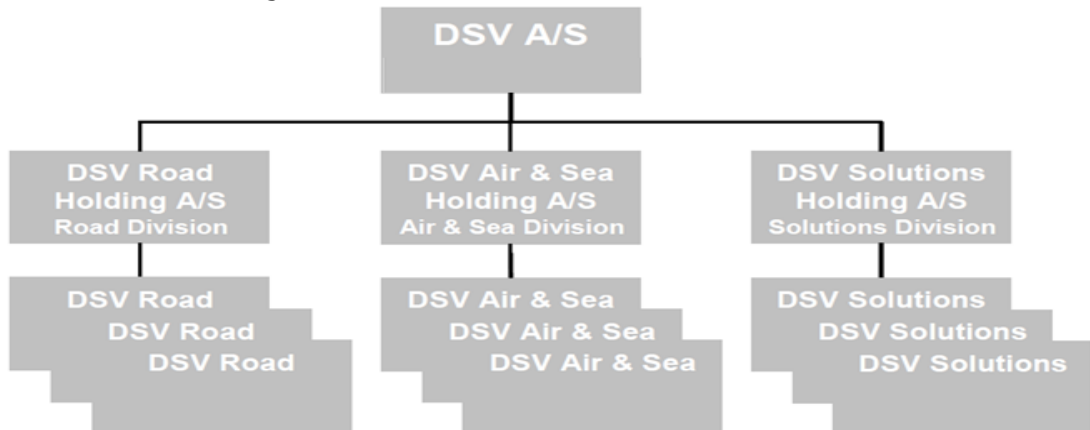 DSV A/S
DSV Road
Holding A/S
Road Division
DSV Air & Sea
Holding A/S
Air & Sea Division
DSV Solutions
Holding A/S
Solutions Division
DSV Road
DSV Road
DSV Road
DSV Air & Sea
DSV Air & Sea
DSV Air & Sea
DSV Solutions
DSV Solutions
DSV Solutions